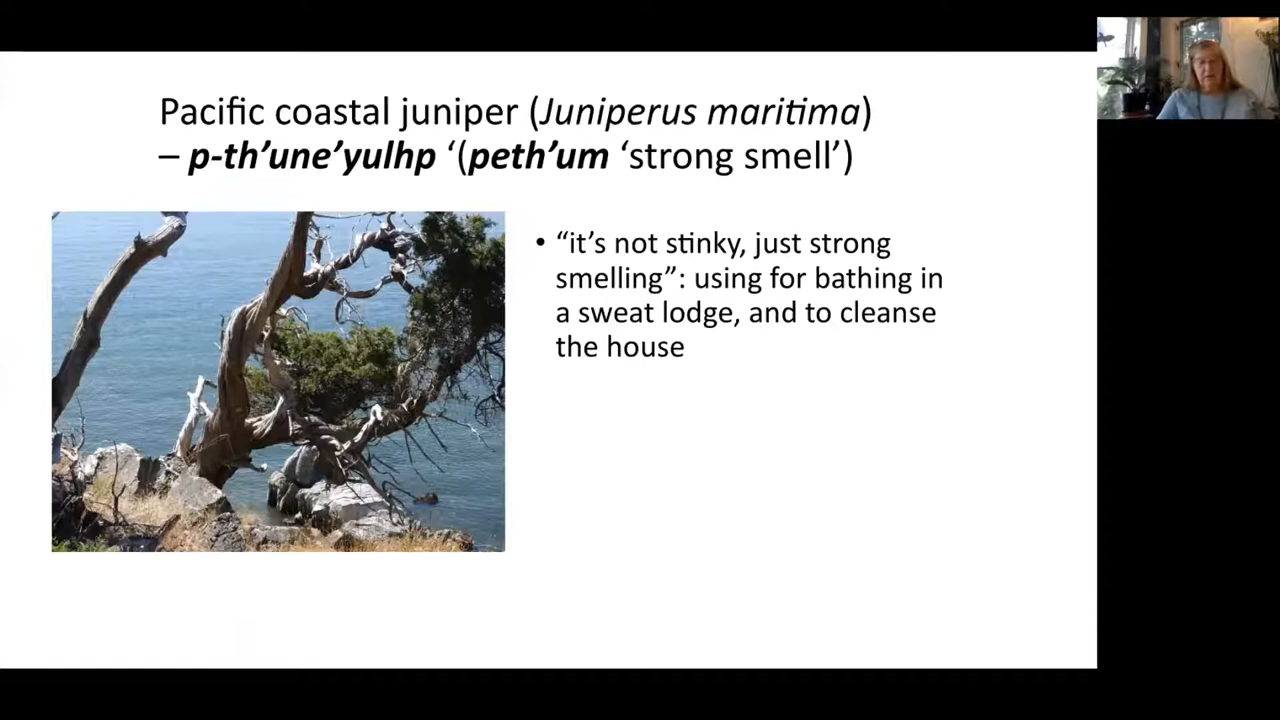 Pacific coastal juniper (Juniperus maritima)
– p-th’une’yulhp ‘(peth’um ‘strong smell’)
• “it’s not stinky, just strong
smelling”: using for bathing in
a sweat lodge, and to cleanse
the house